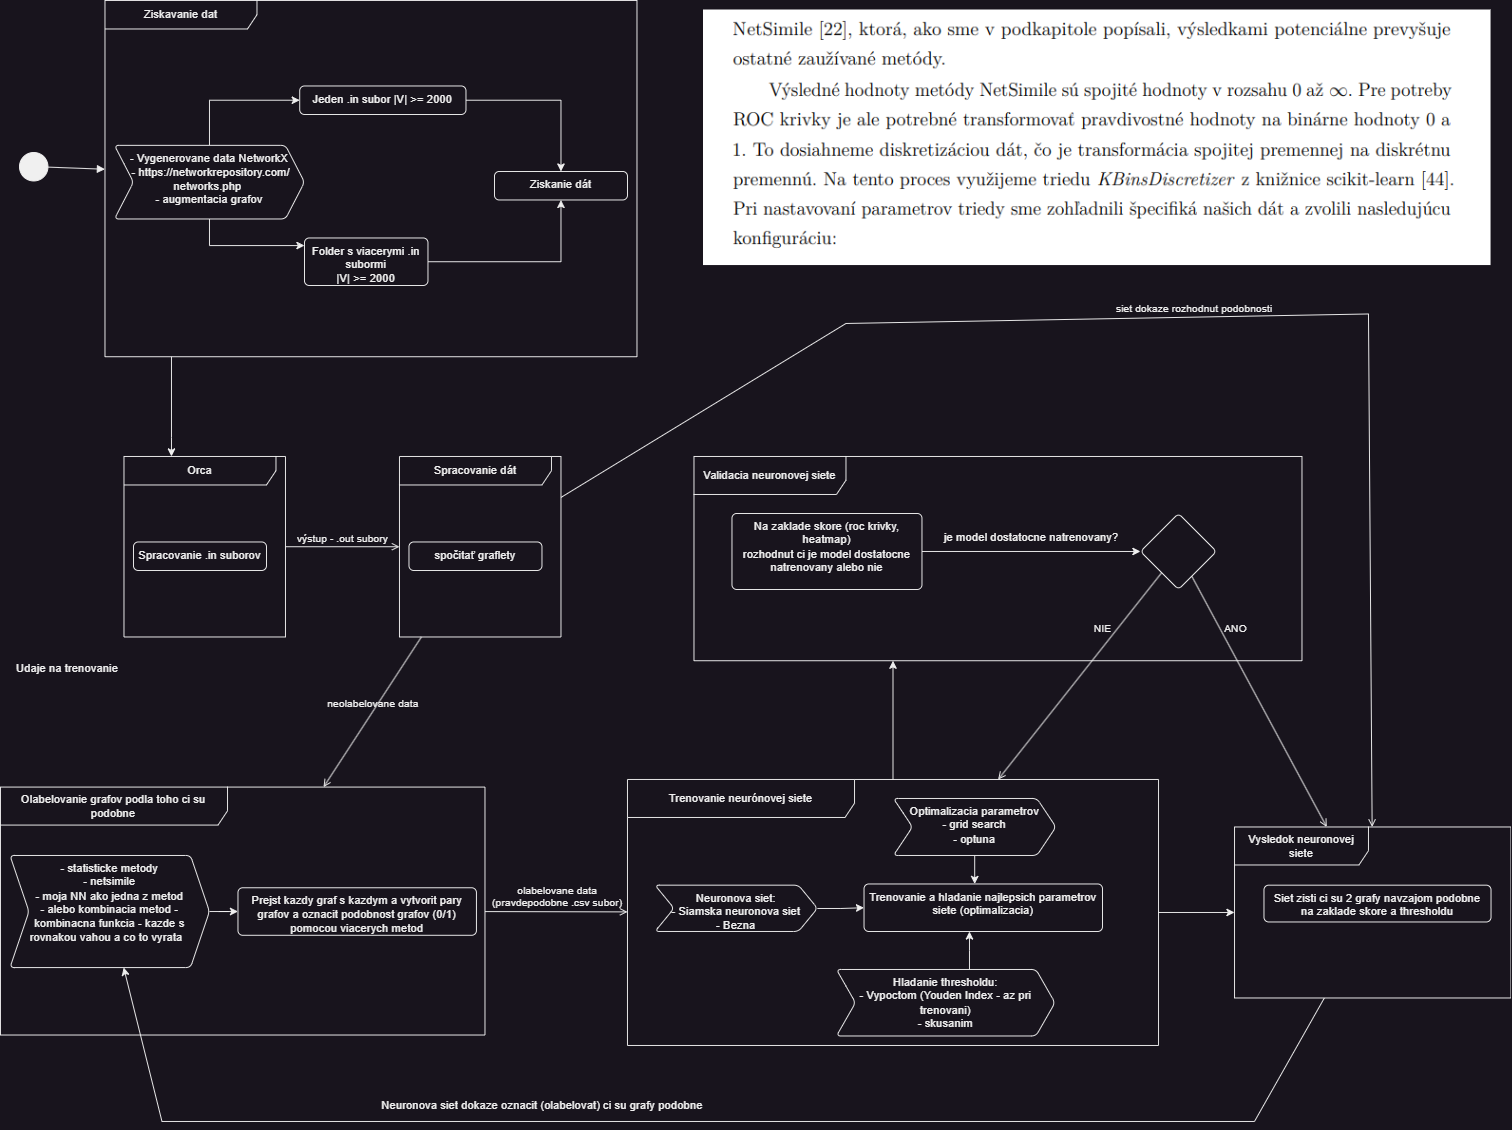 Ziskavanie dat
Jeden .in subor |V| >= 2000
- Vygenerovane data NetworkX
- https://networkrepository.com/
networks.php
- augmentacia grafov
Ziskanie dát
Folder s viacerymi .in
subormi
|V| >= 2000
NetSimile [22], ktorá, ako sme v podkapitole popísali, výsledkami potenciálne prevyšuje
ostatné zaužívané metódy.
Výsledné hodnoty metódy NetSimile sú spojité hodnoty v rozsahu 0 až ∞. Pre potreby
ROC krivky je ale potrebné transformovať pravdivostné hodnoty na binárne hodnoty 0 a
1. To dosiahneme diskretizáciou dát, čo je transformácia spojitej premennej na diskrétnu
premennú. Na tento proces využijeme triedu KBinsDiscretizer z knižnice scikit-learn [44].
Pri nastavovaní parametrov triedy sme zohľadnili špecifiká našich dát a zvolili nasledujúcu
konfiguráciu:
siet dokaze rozhodnut podobnosti
Orca
Spracovanie .in suborov
výstup - .out subory
Spracovanie dát
spočítať graflety
Validacia neuronovej siete
Na zaklade skore (roc krivky,
heatmap)
rozhodnut ci je model dostatocne
natrenovany alebo nie
je model dostatocne natrenovany?
NIE
ANO
Udaje na trenovanie
neolabelovane data
Olabelovanie grafov podla toho ci su
podobne
- statisticke metody
- netsimile
- moja NN ako jedna z metod
- alebo kombinacia metod -
kombinacna funkcia - kazde s
rovnakou vahou a co to vyrata
Prejst kazdy graf s kazdym a vytvorit pary
grafov a oznacit podobnost grafov (0/1)
pomocou viacerych metod
olabelovane data
(pravdepodobne .csv subor)
Trenovanie neurónovej siete
Optimalizacia parametrov
- grid search
- optuna
Neuronova siet:
- Siamska neuronova siet
- Bezna
Trenovanie a hladanie najlepsich parametrov
siete (optimalizacia)
Hladanie thresholdu:
- Vypoctom (Youden Index - az pri
trenovani)
- skusanim
Vysledok neuronovej
siete
Siet zisti ci su 2 grafy navzajom podobne
na zaklade skore a thresholdu
Neuronova siet dokaze oznacit (olabelovat) ci su grafy podobne